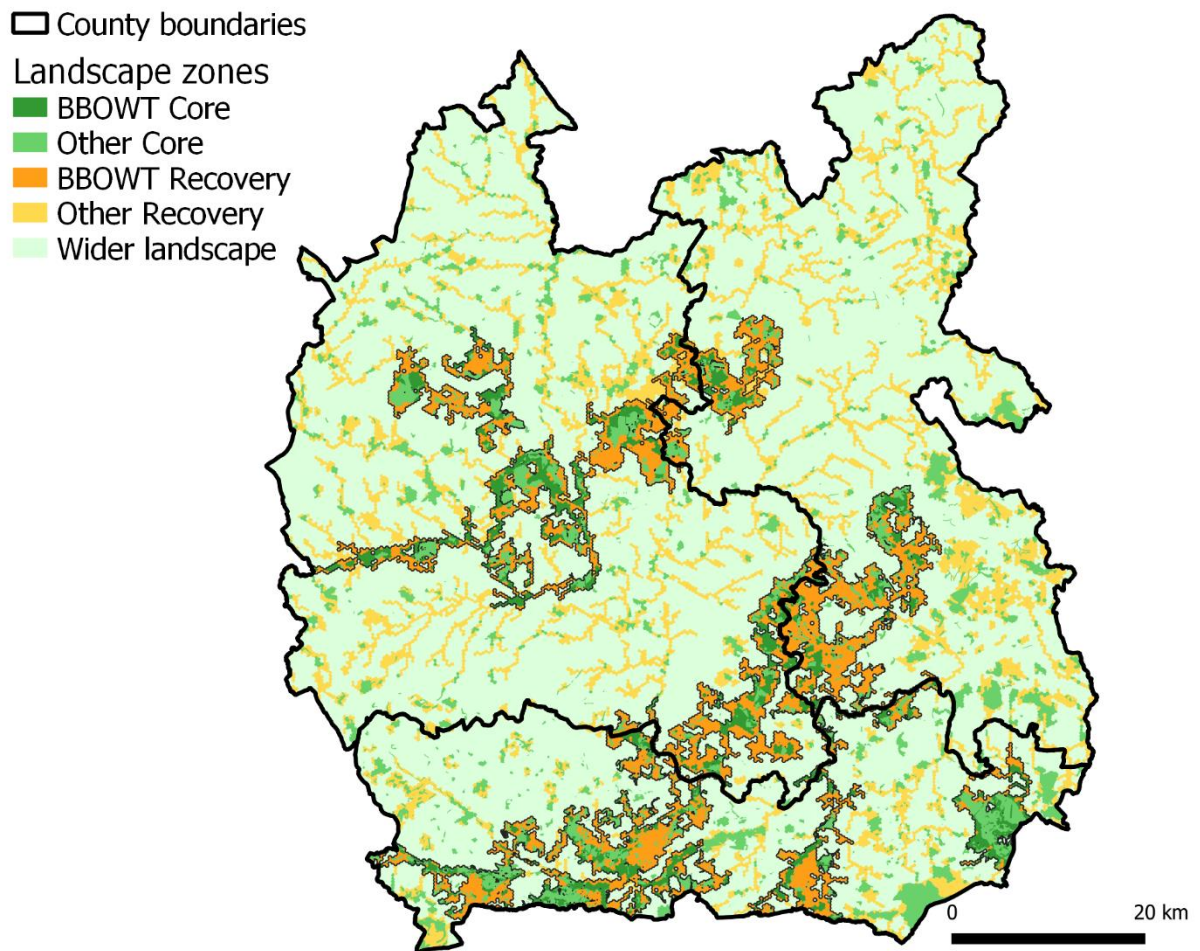 County boundaries
Landscape zones
BBOWT Core
Other Core
BBOWT Recovery
Other Recovery
Wider landscape
0 20 km